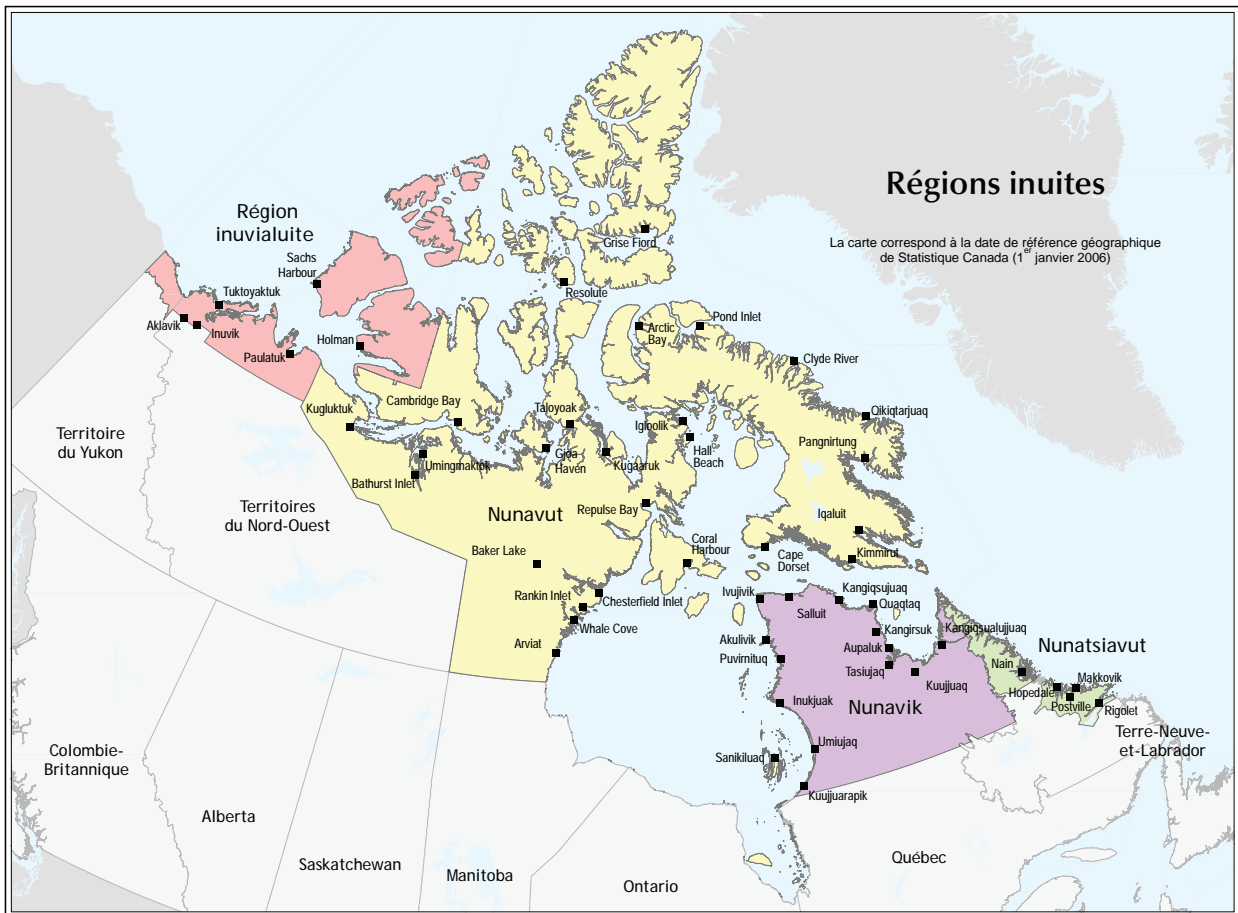 Régions inuites
La carte correspond à la date de référence géographique
de Statistique Canada (1er janvier 2006)
Région
inuvialuite
Sachs
Harbour
Tuktoyaktuk
Aklavik
Inuvik
Paulatuk
Holman
Grise Fiord
Resolute
Arctic
Bay
Pond Inlet
Clyde River
Qikiqtarjuaq
Pangnirtung
Kugluktuk
Cambridge Bay
Taloyoak
Igloolik
Hall
Beach
Umingmaktok
Gjoa
Haven
Kugaaruk
Bathurst Inlet
Repulse Bay
Nunavut
Iqaluit
Baker Lake
Coral
Harbour
Cape
Dorset
Kimmirut
Rankin Inlet
Chesterfield Inlet
Whale Cove
Arviat
Territoire
du Yukon
Territoires
du Nord-Ouest
Ivujivik
Salluit
Kangiqsujuaq
Quaqtaq
Akulivik
Kangirsuk
Kangiqsualujjuaq
Puvirnituq
Aupaluk
Tasiujaq
Kuujjuaq
Inukjuak
Nunavik
Umiujaq
Sanikiluaq
Kuujjuarapik
Nunatsiavut
Nain
Makkovik
Hopedale
Postville
Rigolet
Terre-Neuve-
et-Labrador
Colombie-
Britannique
Alberta
Saskatchewan
Manitoba
Ontario
Québec